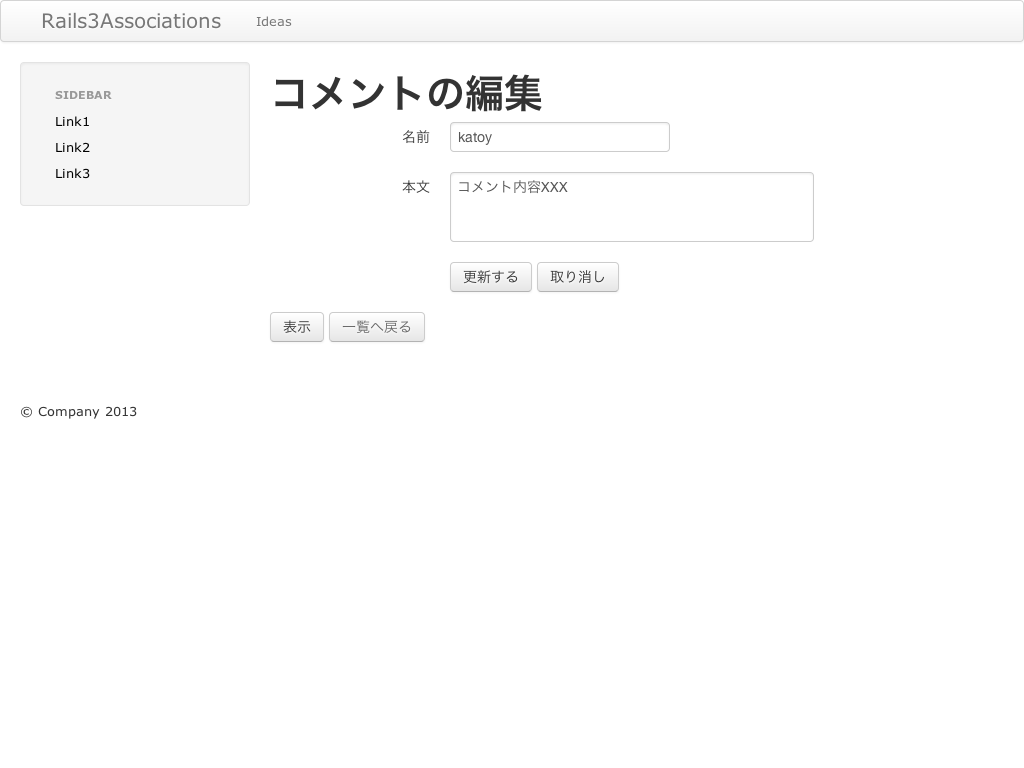 Rails3Associations Ideas
SIDEBAR
Link1
Link2
Link3
コメントの編集
名前 katoy
本文 コメント内容XXX
更新する 取り消し
表示 一覧へ戻る
© Company 2013